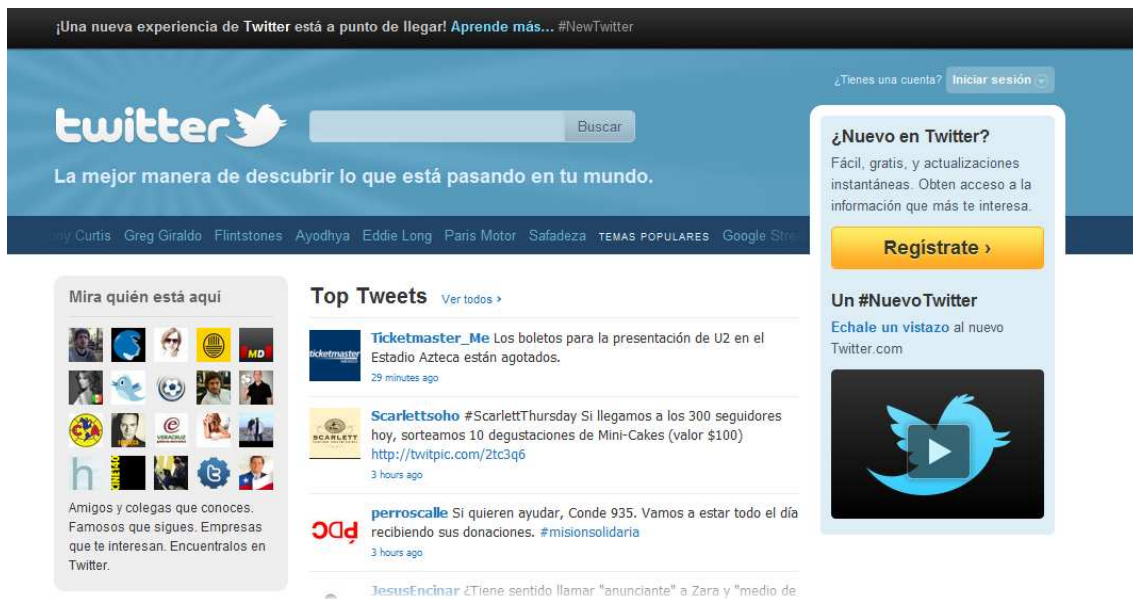 ¡Una nueva experiencia de Twitter está a punto de llegar! Aprende más... #NewTwitter
¿Tienes una cuenta? Iniciar sesión
twitter
Buscar
La mejor manera de descubrir lo que está pasando en tu mundo.
Curtis Greg Giraldo Flintstones Ayodhya Eddie Long Paris Motor Safadeza TEMAS POPULARES Google
¿Nuevo en Twitter?
Fácil, gratis, y actualizaciones
instantáneas. Obten acceso a la
información que más te interesa.
Regístrate ›
Un #NuevoTwitter
Echale un vistazo al nuevo
Twitter.com
Mira quién está aquí
MD
VERACRUZ
CINE140
Amigos y colegas que conoces.
Famosos que sigues. Empresas
que te interesan. Encuentralos en
Twitter.
Top Tweets Ver todos ›
ticketmaster
Ticketmaster_Me Los boletos para la presentación de U2 en el
Estadio Azteca están agotados.
29 minutes ago
SCARLETT
Scarlettsoho #ScarlettThursday Si llegamos a los 300 seguidores
hoy, sorteamos 10 degustaciones de Mini-Cakes (valor $100)
http://twitpic.com/2tc3q6
3 hours ago
perroscalle Si quieren ayudar, Conde 935. Vamos a estar todo el día
recibiendo sus donaciones. #misionsolidaria
3 hours ago
JesusEncinar ¿Tiene sentido llamar "anunciante" a Zara y "medio de